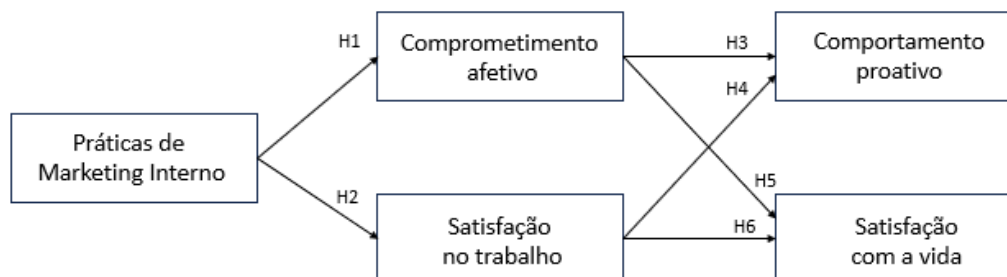 H1
Comprometimento
afetivo
H3
Comportamento
proativo
H4
Práticas de
Marketing Interno
H2
Satisfação
no trabalho
H5
H6
Satisfação
com a vida